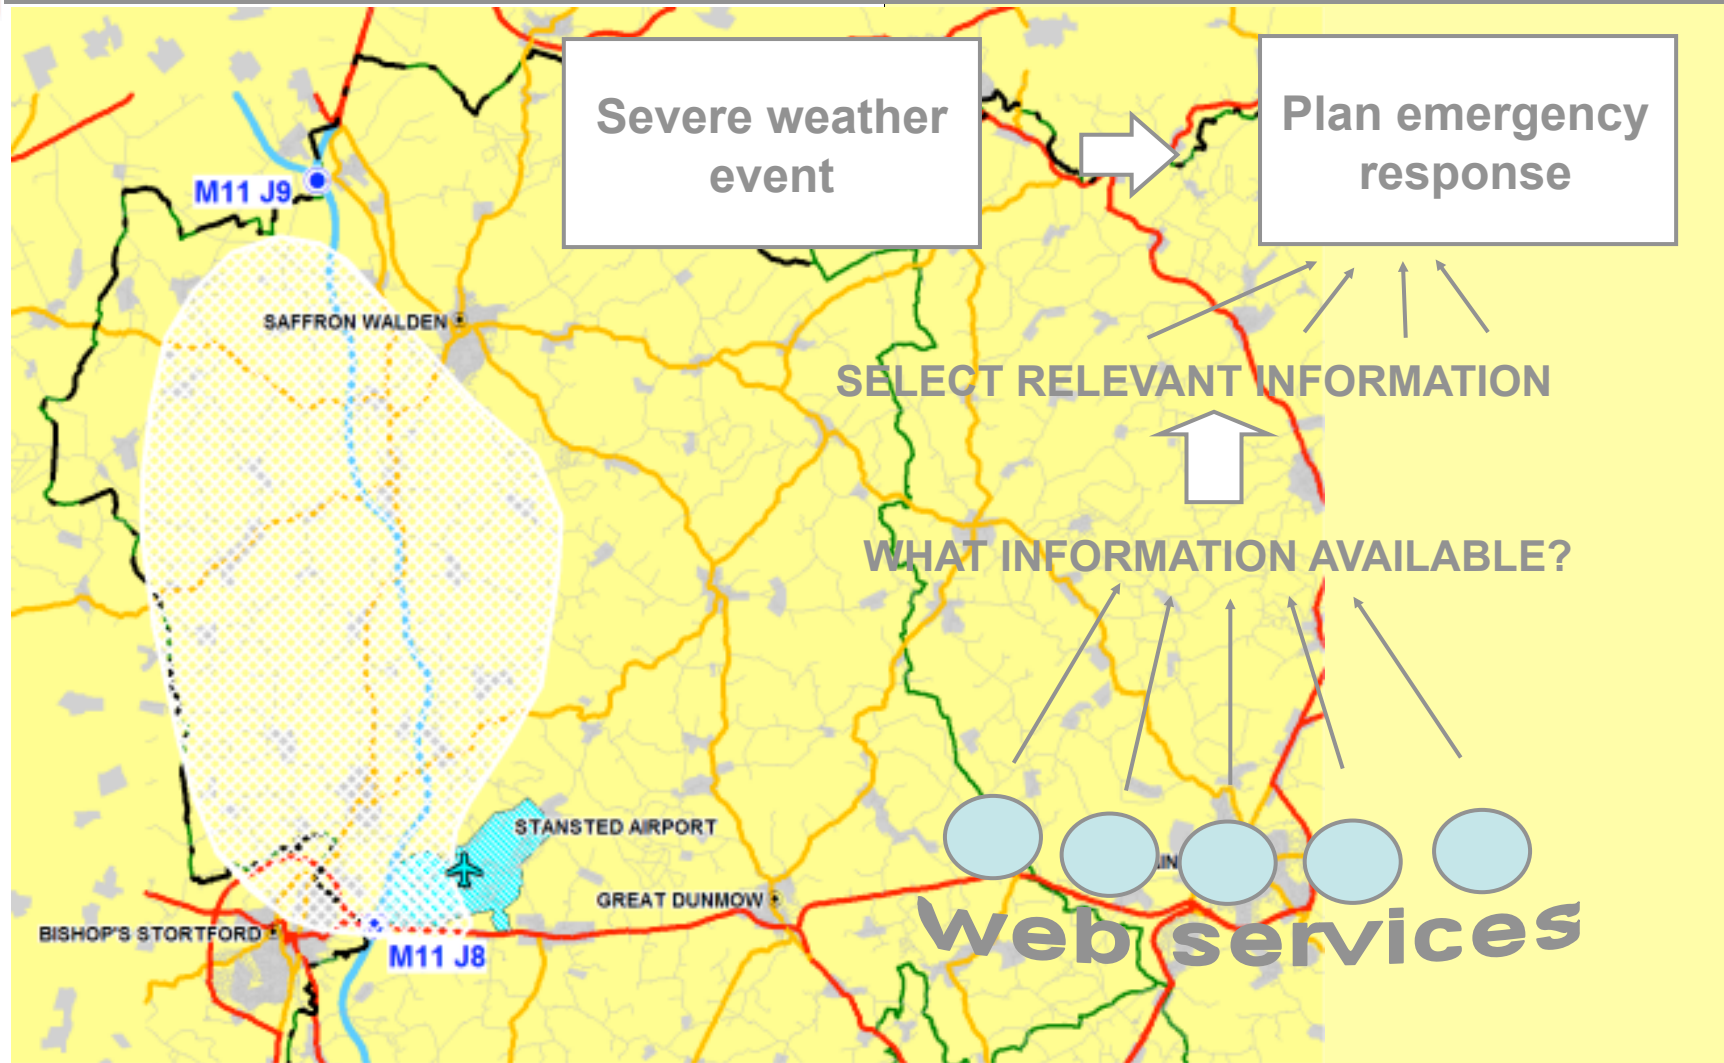 Severe weather
event
Plan emergency
response
M11 J9
SAFFRON WALDEN
SELECT RELEVANT INFORMATION
WHAT INFORMATION AVAILABLE?
STANSTED AIRPORT
GREAT DUNMOW
BISHOP'S STORTFORD
M11 J8
Web services